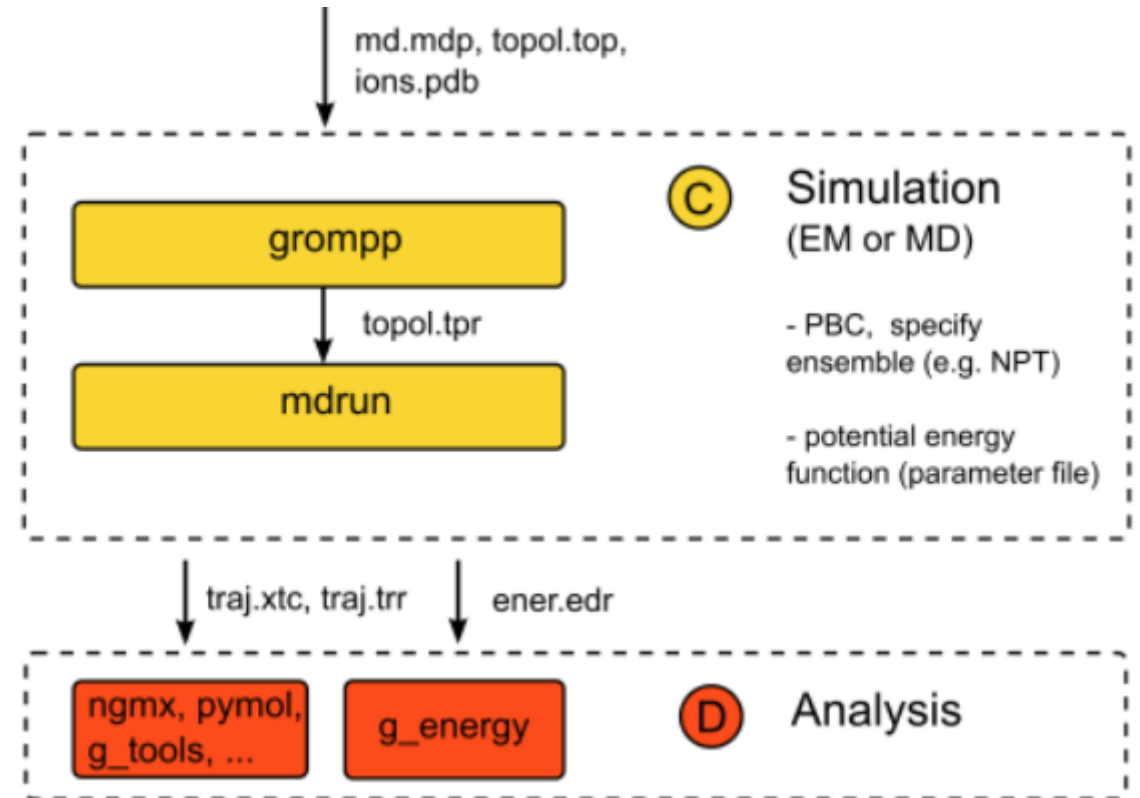 md.mdp, topol.top,
ions.pdb
grompp
topol.tpr
mdrun
C
Simulation
(EM or MD)
- PBC, specify
ensemble (e.g. NPT)
- potential energy
function (parameter file)
traj.xtc, traj.trr
ener.edr
ngmx, pymol,
g_tools, ...
g_energy
D
Analysis